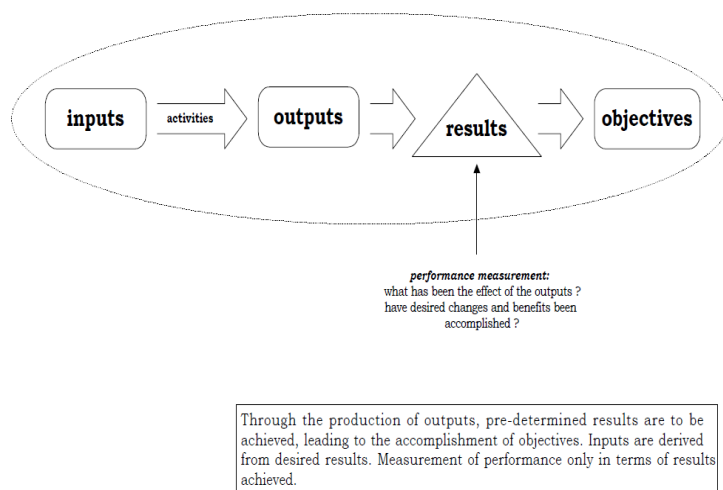 inputs
activities
outputs
results
objectives
performance measurement:
what has been the effect of the outputs ?
have desired changes and benefits been
accomplished ?
Through the production of outputs, pre-determined results are to be
achieved, leading to the accomplishment of objectives. Inputs are derived
from desired results. Measurement of performance only in terms of results
achieved.